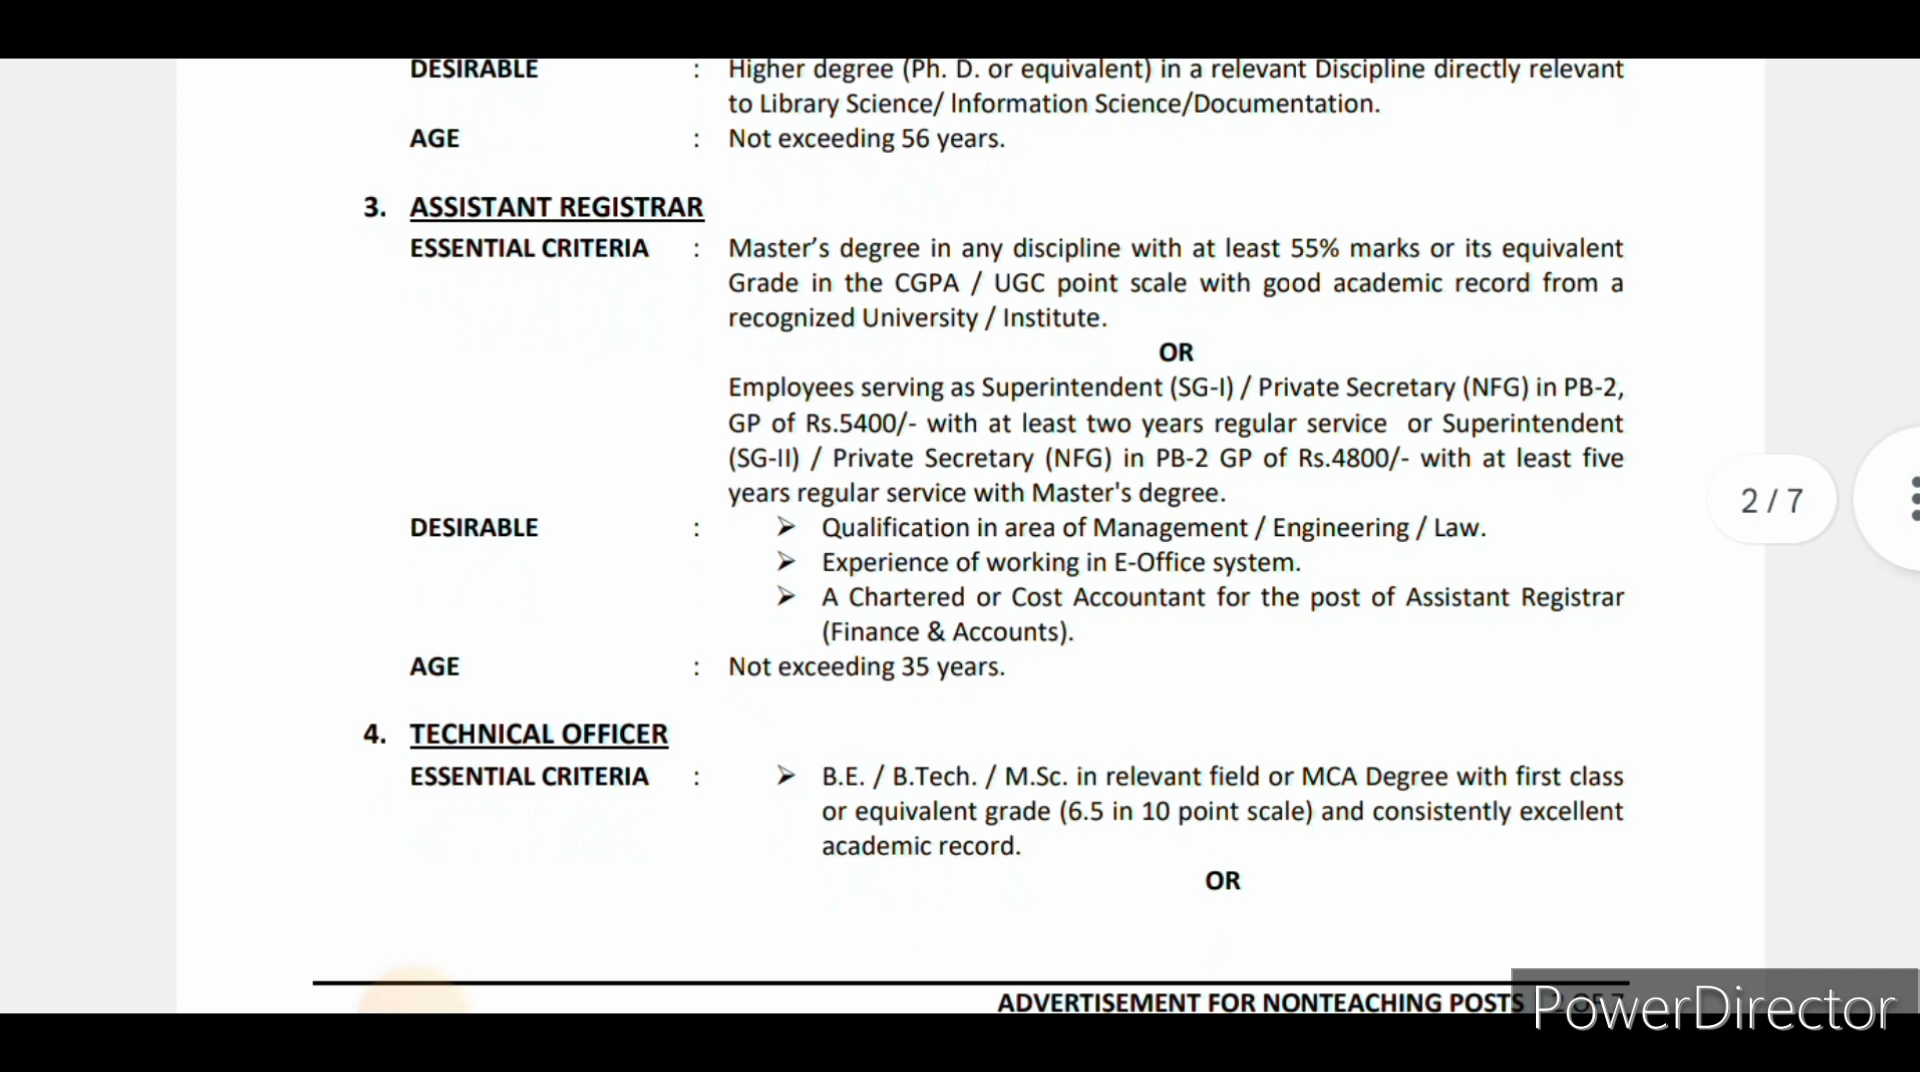 DESIRABLE : Higher degree (Ph. D. or equivalent) in a relevant Discipline directly relevant
to Library Science/ Information Science/Documentation.
AGE : Not exceeding 56 years.
3. ASSISTANT REGISTRAR
ESSENTIAL CRITERIA : Master’s degree in any discipline with at least 55% marks or its equivalent
Grade in the CGPA / UGC point scale with good academic record from a
recognized University / Institute.
OR
Employees serving as Superintendent (SG-I) / Private Secretary (NFG) in PB-2,
GP of Rs.5400/- with at least two years regular service or Superintendent
(SG-II) / Private Secretary (NFG) in PB-2 GP of Rs.4800/- with at least five
years regular service with Master's degree.
DESIRABLE : ➢ Qualification in area of Management / Engineering / Law.
➢ Experience of working in E-Office system.
➢ A Chartered or Cost Accountant for the post of Assistant Registrar
(Finance & Accounts).
AGE : Not exceeding 35 years.
2 / 7
4. TECHNICAL OFFICER
ESSENTIAL CRITERIA : ➢ B.E. / B.Tech. / M.Sc. in relevant field or MCA Degree with first class
or equivalent grade (6.5 in 10 point scale) and consistently excellent
academic record.
OR
ADVERTISEMENT FOR NONTEACHING POSTS
PowerDirector